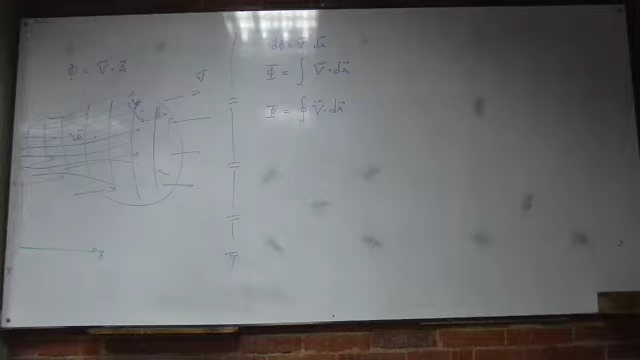 Φ = V⃗ · A⃗
V⃗
y
dΦ = V⃗ da⃗
Φ = ∫ V⃗ · da⃗
Φ = ∮ V⃗ · da⃗